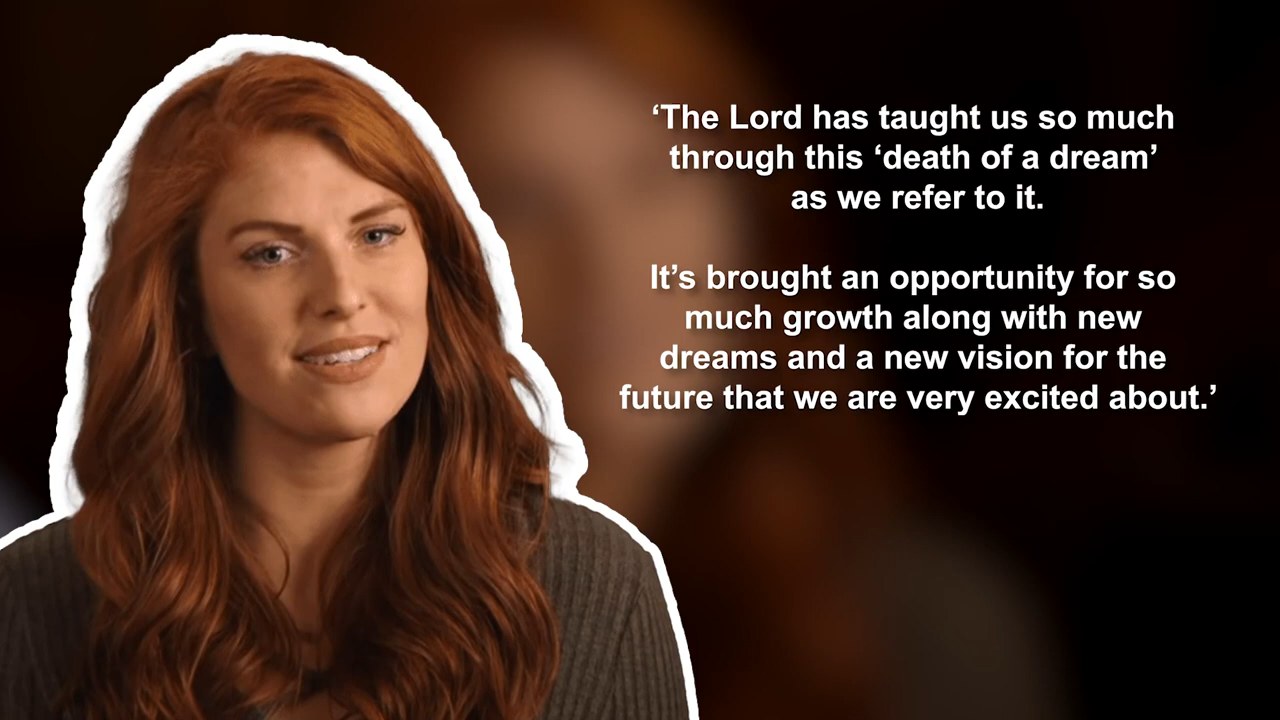 ‘The Lord has taught us so much
through this ‘death of a dream’
as we refer to it.
It’s brought an opportunity for so
much growth along with new
dreams and a new vision for the
future that we are very excited about.’